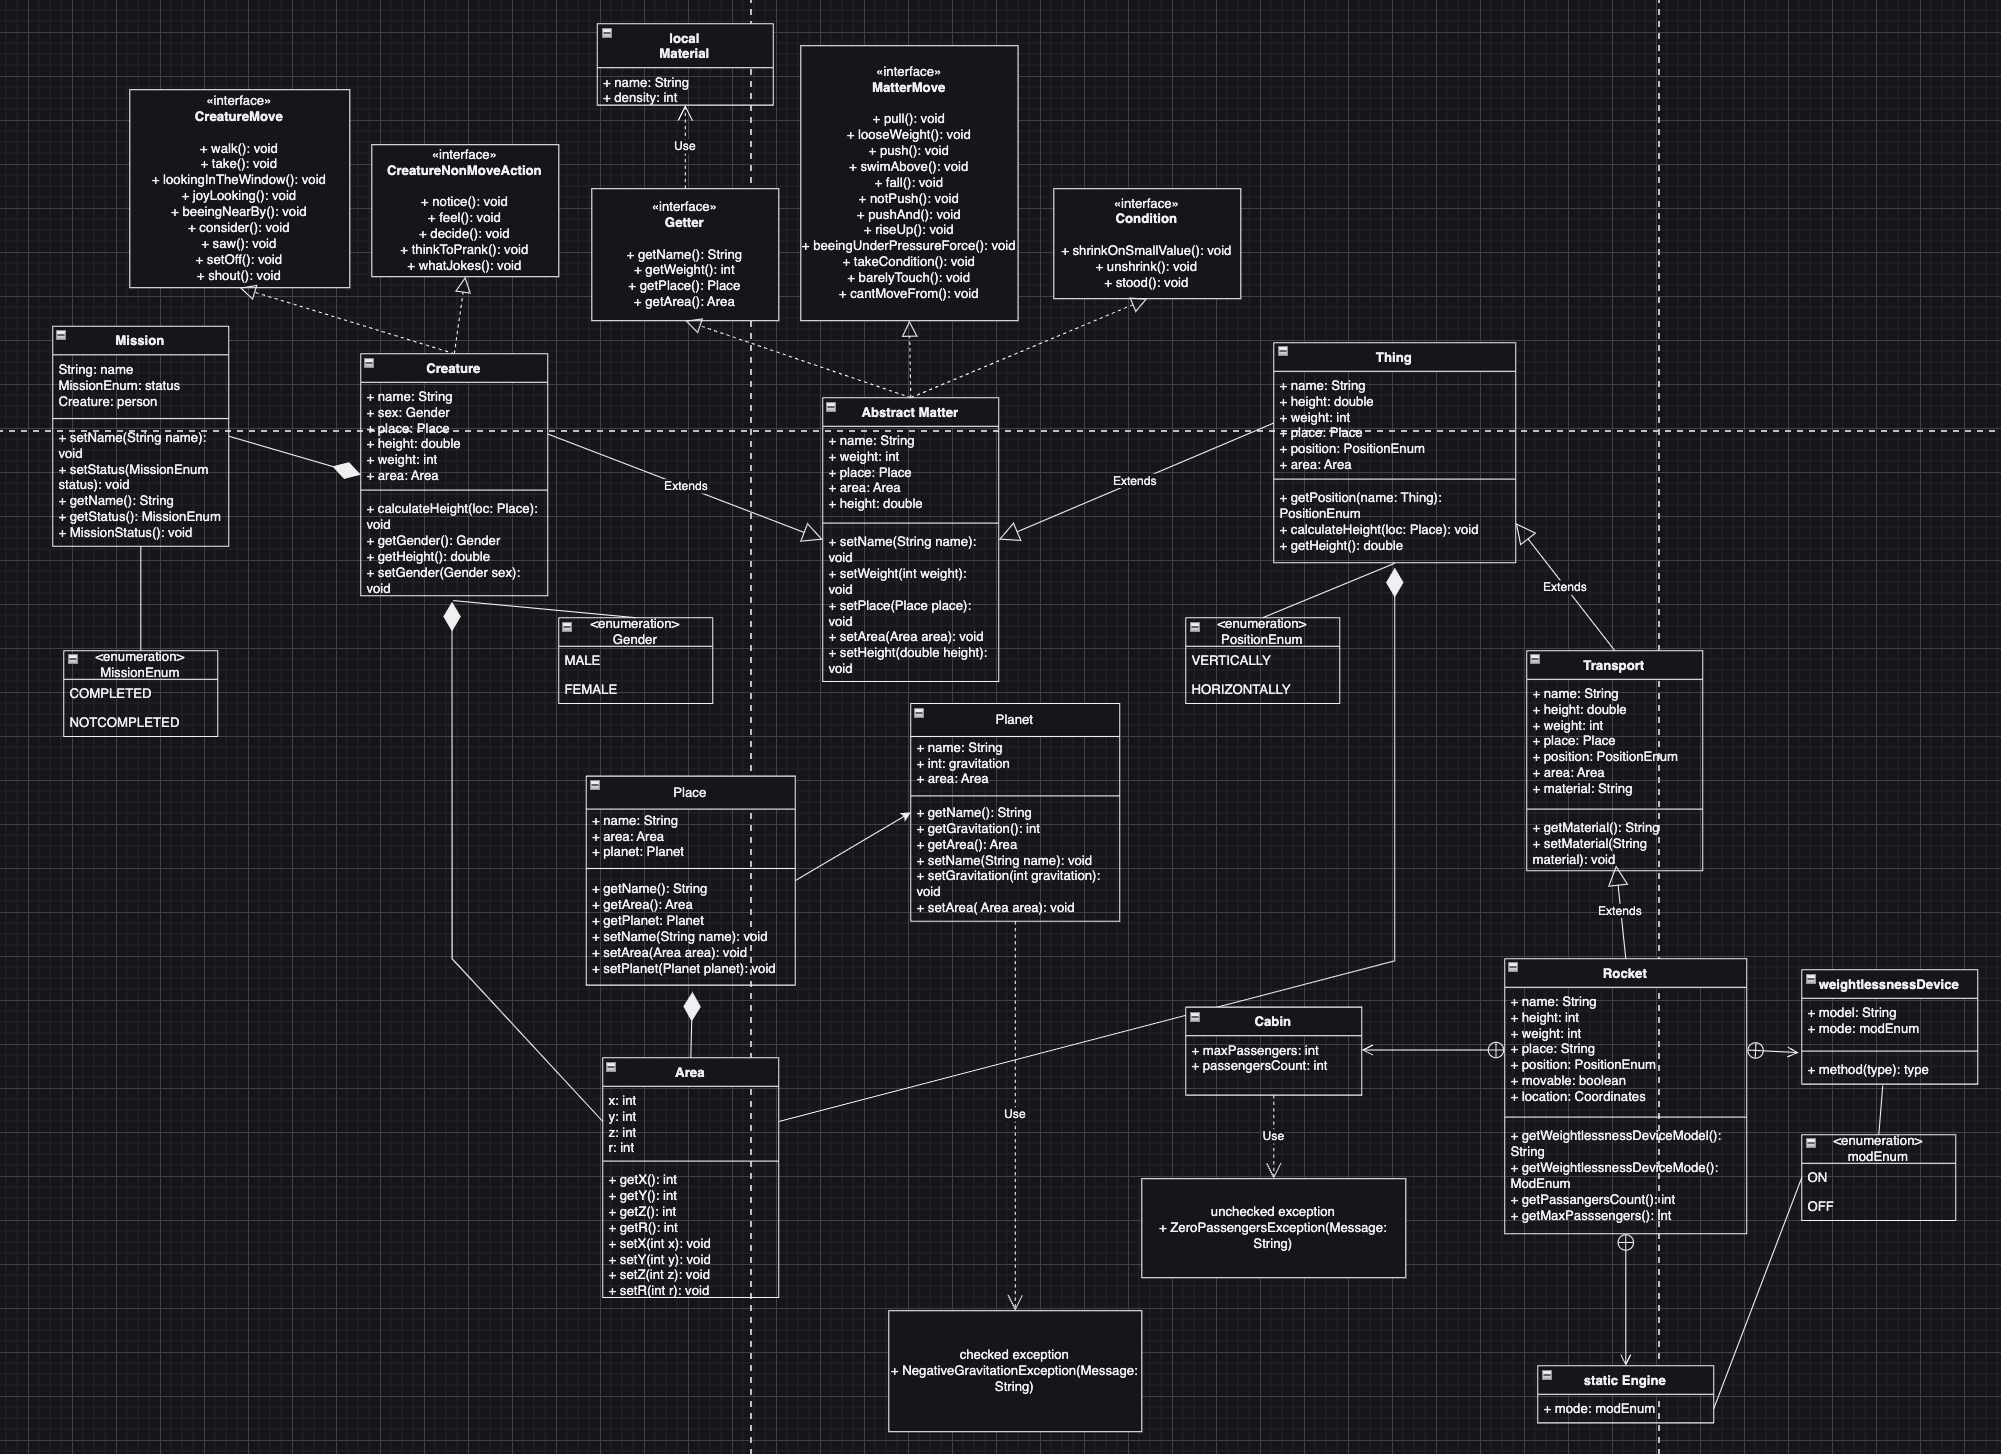 local
Material
+ name: String
+ density: int
Use
«interface»
CreatureMove
+ walk(): void
+ take(): void
+ lookingInTheWindow(): void
+ joyLooking(): void
+ beeingNearBy(): void
+ consider(): void
+ saw(): void
+ setOff(): void
+ shout(): void
«interface»
CreatureNonMoveAction
+ notice(): void
+ feel(): void
+ decide(): void
+ thinkToPrank(): void
+ whatJokes(): void
«interface»
Getter
+ getName(): String
+ getWeight(): int
+ getPlace(): Place
+ getArea(): Area
«interface»
MatterMove
+ pull(): void
+ looseWeight(): void
+ push(): void
+ swimAbove(): void
+ fall(): void
+ notPush(): void
+ pushAnd(): void
+ riseUp(): void
+ beeingUnderPressureForce(): void
+ takeCondition(): void
+ barelyTouch(): void
+ cantMoveFrom(): void
«interface»
Condition
+ shrinkOnSmallValue(): void
+ unshrink(): void
+ stood(): void
Mission
String: name
MissionEnum: status
Creature: person
+ setName(String name):
void
+ setStatus(MissionEnum
status): void
+ getName(): String
+ getStatus(): MissionEnum
+ MissionStatus(): void
Creature
+ name: String
+ sex: Gender
+ place: Place
+ height: double
+ weight: int
+ area: Area
+ calculateHeight(loc: Place):
void
+ getGender(): Gender
+ getHeight(): double
+ setGender(Gender sex):
void
Extends
Abstract Matter
+ name: String
+ weight: int
+ place: Place
+ area: Area
+ height: double
+ setName(String name):
void
+ setWeight(int weight):
void
+ setPlace(Place place):
void
+ setArea(Area area): void
+ setHeight(double height):
void
Extends
Thing
+ name: String
+ height: double
+ weight: int
+ place: Place
+ position: PositionEnum
+ area: Area
+ getPosition(name: Thing):
PositionEnum
+ calculateHeight(loc: Place): void
+ getHeight(): double
Extends
<enumeration>
MissionEnum
COMPLETED
NOTCOMPLETED
<enumeration>
Gender
MALE
FEMALE
<enumeration>
PositionEnum
VERTICALLY
HORIZONTALLY
Transport
+ name: String
+ height: double
+ weight: int
+ place: Place
+ position: PositionEnum
+ area: Area
+ material: String
+ getMaterial(): String
+ setMaterial(String
material): void
Extends
Planet
+ name: String
+ int: gravitation
+ area: Area
+ getName(): String
+ getGravitation(): int
+ getArea(): Area
+ setName(String name): void
+ setGravitation(int gravitation):
void
+ setArea( Area area): void
Place
+ name: String
+ area: Area
+ planet: Planet
+ getName(): String
+ getArea(): Area
+ getPlanet: Planet
+ setName(String name): void
+ setArea(Area area): void
+ setPlanet(Planet planet): void
Area
x: int
y: int
z: int
r: int
+ getX(): int
+ getY(): int
+ getZ(): int
+ getR(): int
+ setX(int x): void
+ setY(int y): void
+ setZ(int z): void
+ setR(int r): void
Use
checked exception
+ NegativeGravitationException(Message:
String)
Cabin
+ maxPassengers: int
+ passengersCount: int
Use
unchecked exception
+ ZeroPassengersException(Message:
String)
Rocket
+ name: String
+ height: int
+ weight: int
+ place: String
+ position: PositionEnum
+ movable: boolean
+ location: Coordinates
+ getWeightlessnessDeviceModel():
String
+ getWeightlessnessDeviceMode():
ModEnum
+ getPassangersCount(): int
+ getMaxPasssengers(): int
weightlessnessDevice
+ model: String
+ mode: modEnum
+ method(type): type
<enumeration>
modEnum
ON
OFF
static Engine
+ mode: modEnum